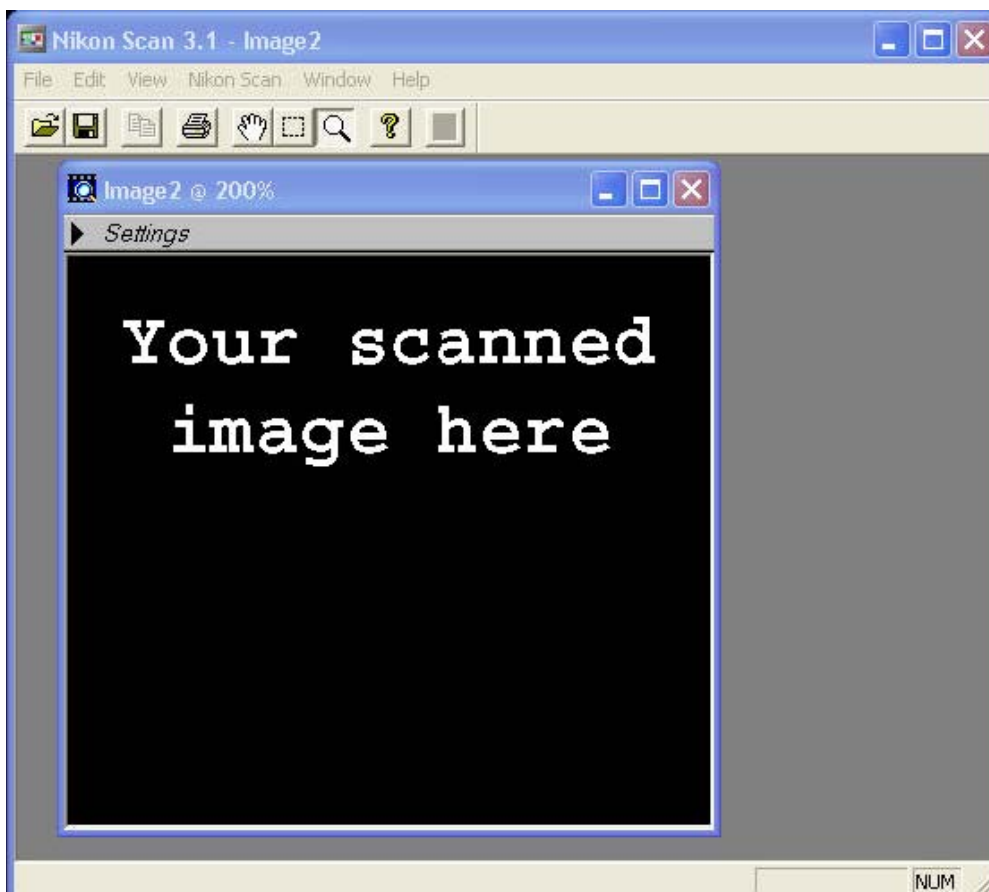 Nikon Scan 3.1 - Image2
File Edit View Nikon Scan Window Help
Image2 @ 200%
Settings
Your scanned
image here
NUM